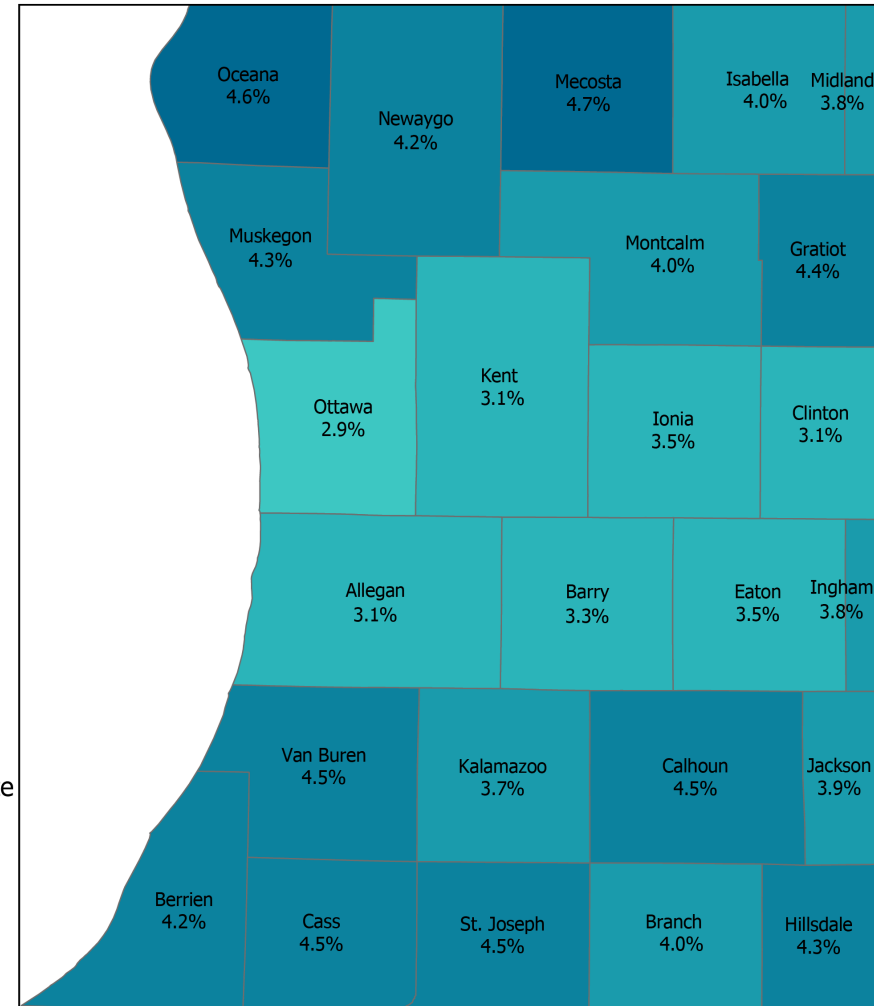 Oceana
4.6%
Newaygo
4.2%
Mecosta
4.7%
Isabella
4.0%
Midland
3.8%
Muskegon
4.3%
Montcalm
4.0%
Gratiot
4.4%
Ottawa
2.9%
Kent
3.1%
Ionia
3.5%
Clinton
3.1%
Allegan
3.1%
Barry
3.3%
Eaton
3.5%
Ingham
3.8%
e
Van Buren
4.5%
Kalamazoo
3.7%
Calhoun
4.5%
Jackson
3.9%
Berrien
4.2%
Cass
4.5%
St. Joseph
4.5%
Branch
4.0%
Hillsdale
4.3%